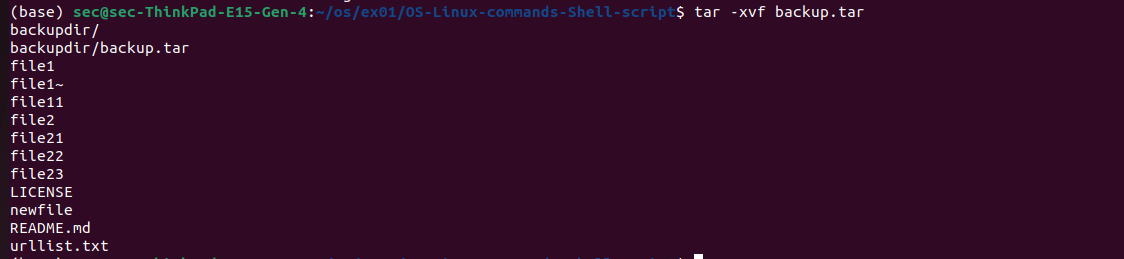 (base) sec@sec-ThinkPad-E15-Gen-4:~/os/ex01/OS-Linux-commands-Shell-script$ tar -xvf backup.tar
backupdir/
backupdir/backup.tar
file1
file1~
file11
file2
file21
file22
file23
LICENSE
newfile
README.md
urllist.txt